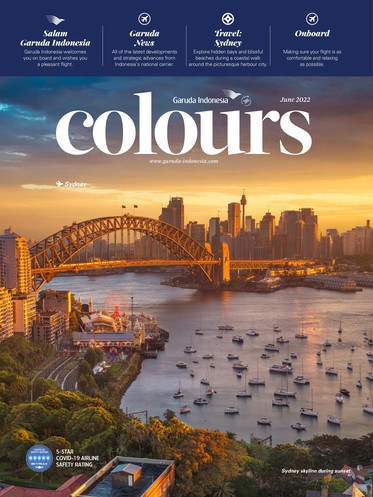 Salam
Garuda Indonesia
Garuda Indonesia welcomes
you on board and wishes you
a pleasant flight.
Garuda
News
All of the latest developments
and strategic advances from
Indonesia's national carrier.
Travel:
Sydney
Explore hidden bays and blissful
beaches during a coastal walk
around the picturesque harbour city.
Onboard
Making sure your flight is as
comfortable and relaxing
as possible.
Garuda Indonesia
June 2022
colours
www.garuda-indonesia.com
Sydney
5-STAR
COVID-19 AIRLINE
SAFETY RATING
Sydney skyline during sunset